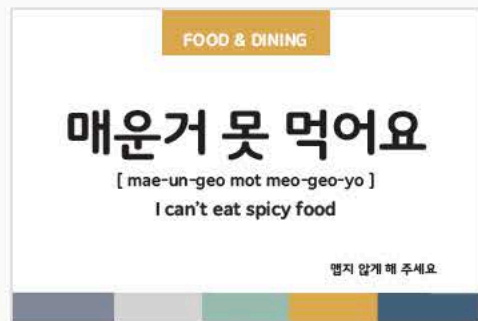 FOOD & DINING
매운거 못 먹어요
[ mae-un-geo mot meo-geo-yo ]
I can't eat spicy food
맵지 않게 해 주세요